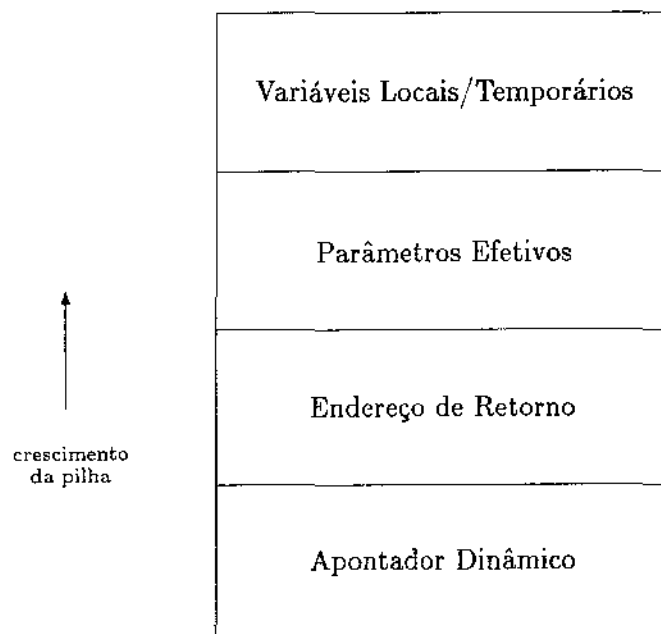 Variáveis Locais/Temporários
Parâmetros Efetivos
Endereço de Retorno
crescimento
da pilha
Apontador Dinâmico